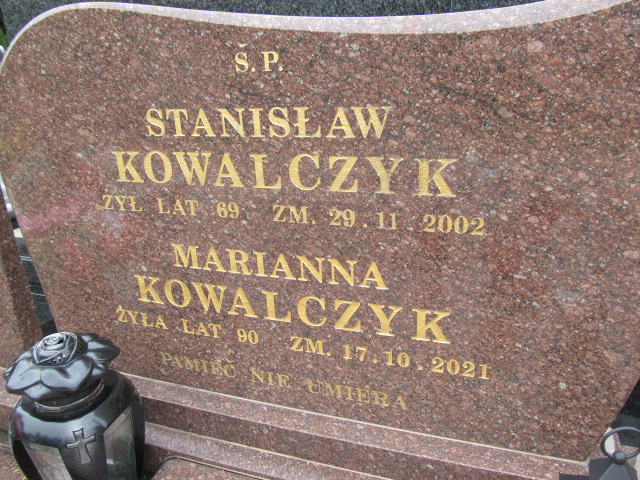 Ś.P.
STANISŁAW
KOWALCZYK
ŻYŁ LAT 69 ZM. 29.11.2002
MARIANNA
KOWALCZYK
ŻYŁA LAT 90 ZM. 17.10.2021
PAMIĘĆ NIE UMIERA